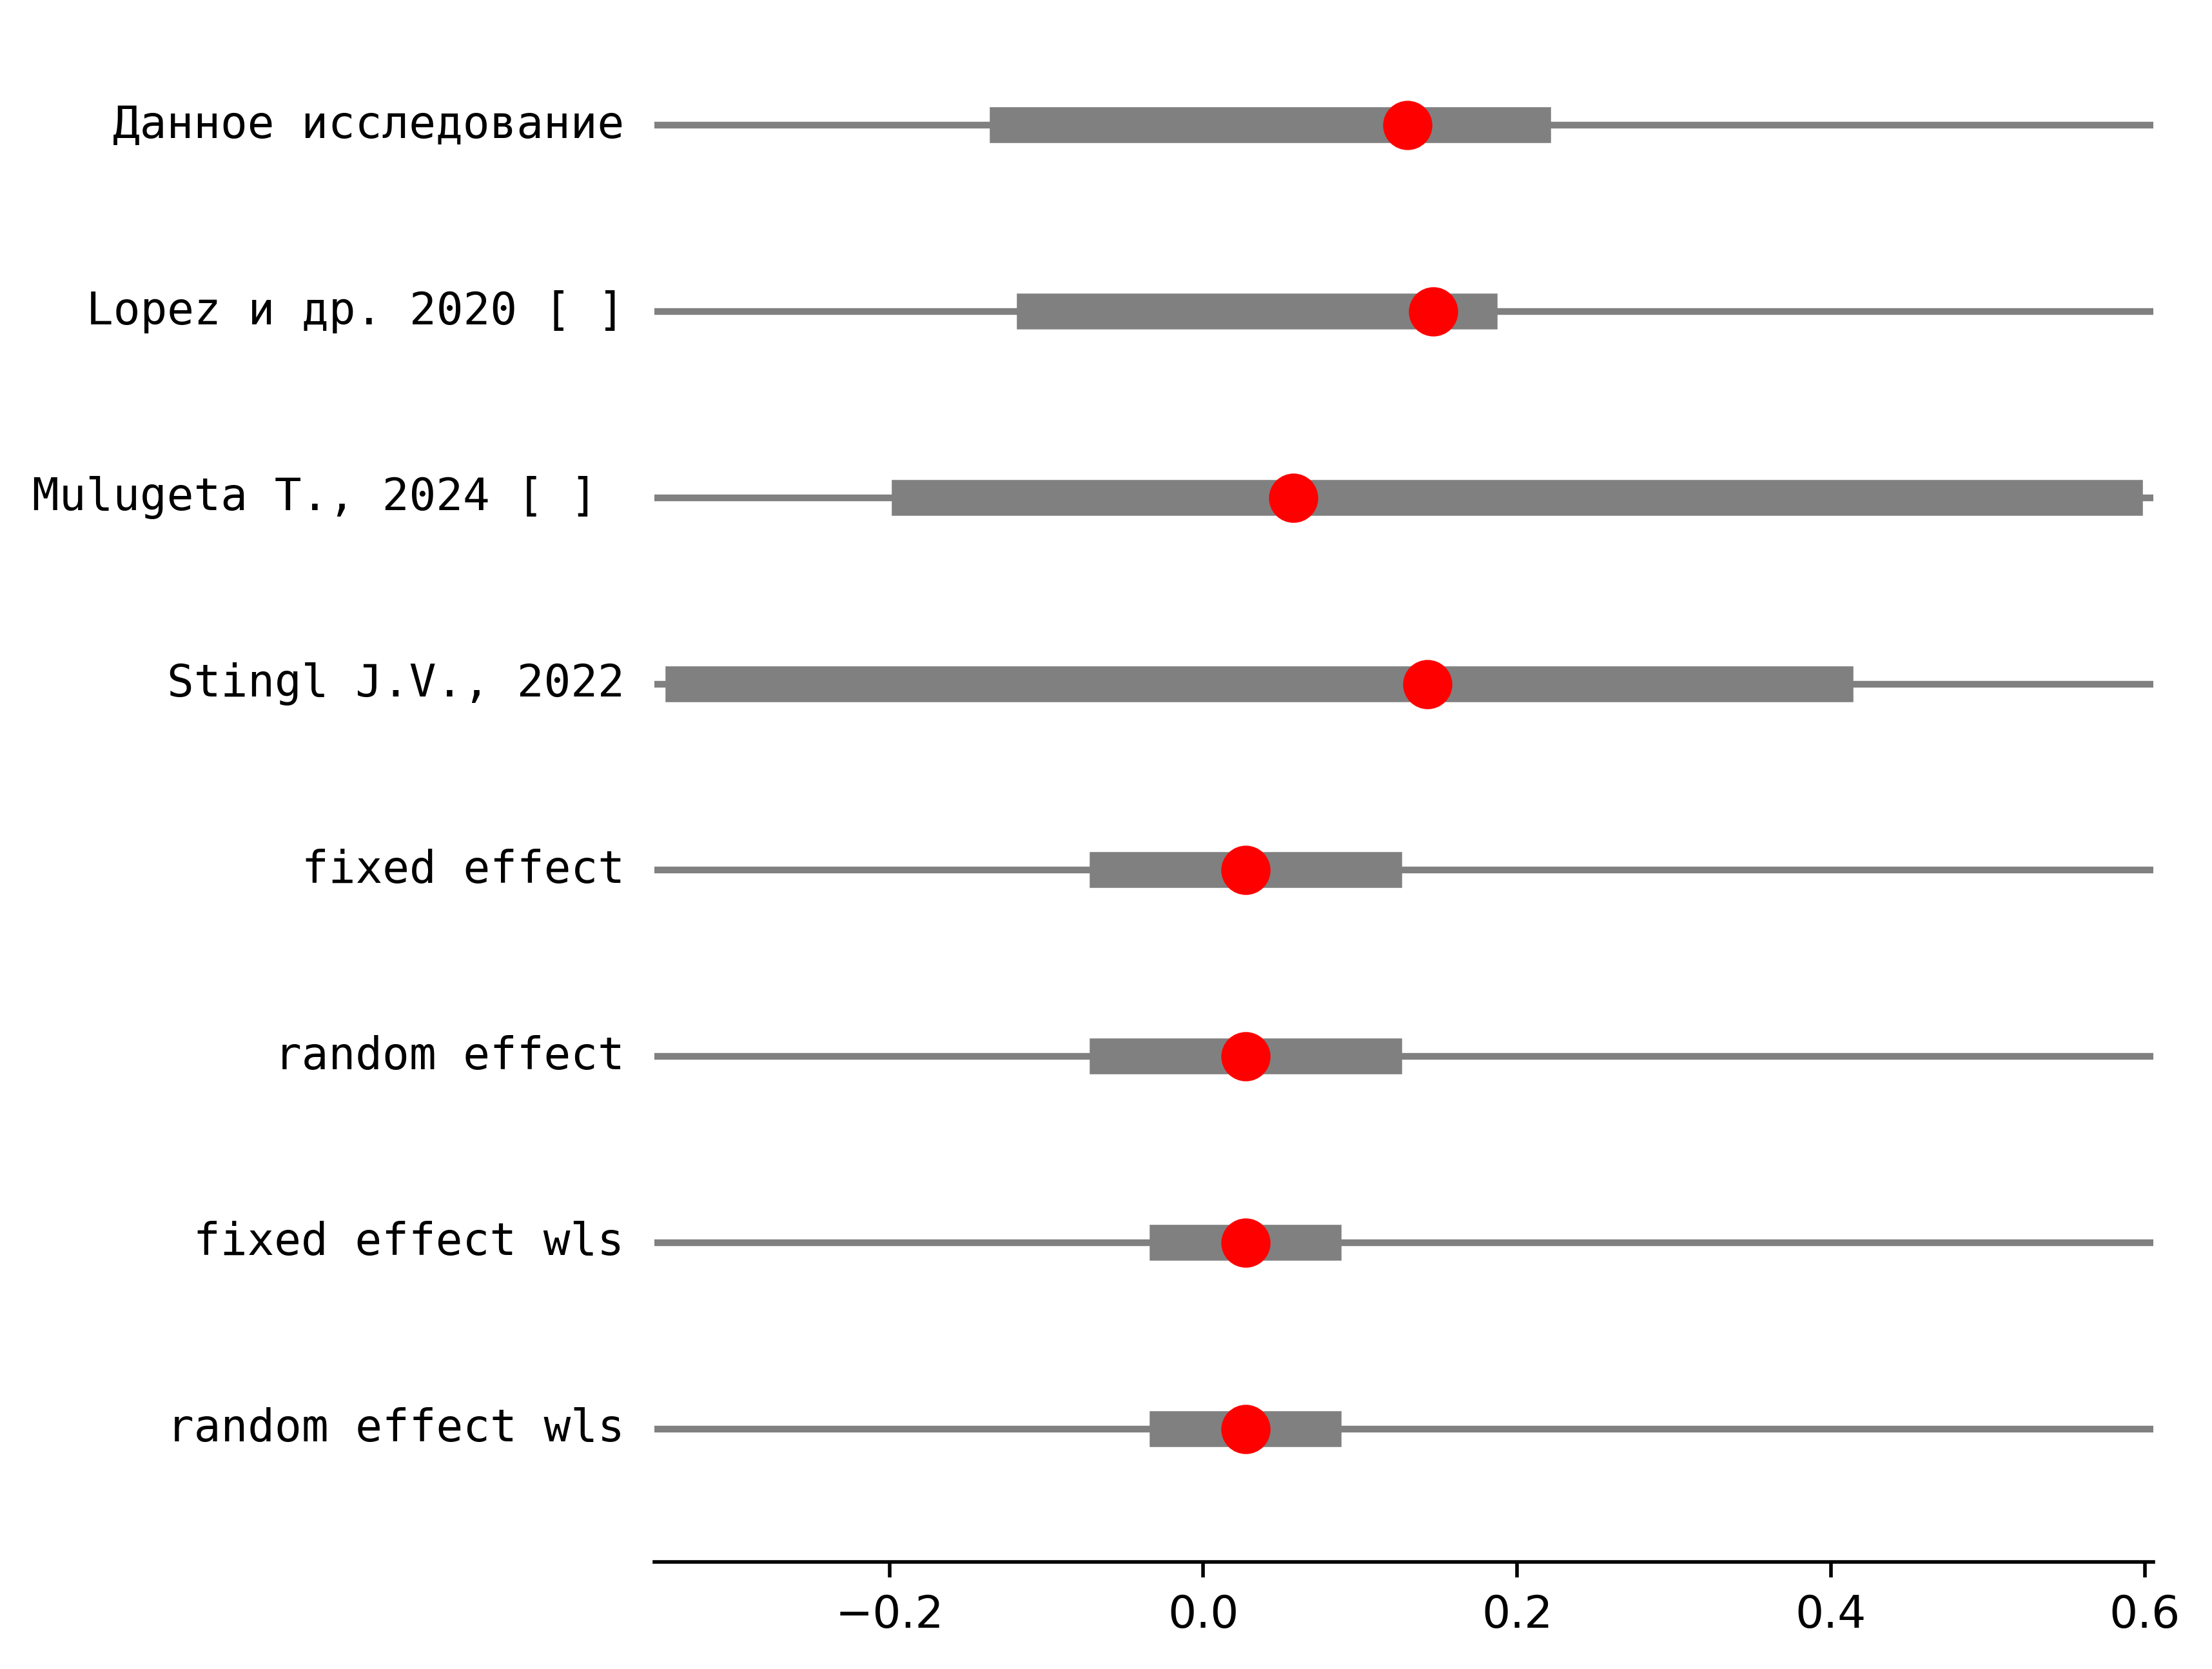 Данное исследование
Lopez и др. 2020 [ ]
Mulugeta T., 2024 [ ]
Stingl J.V., 2022
fixed effect
random effect
fixed effect wls
random effect wls
−0.2 0.0 0.2 0.4 0.6